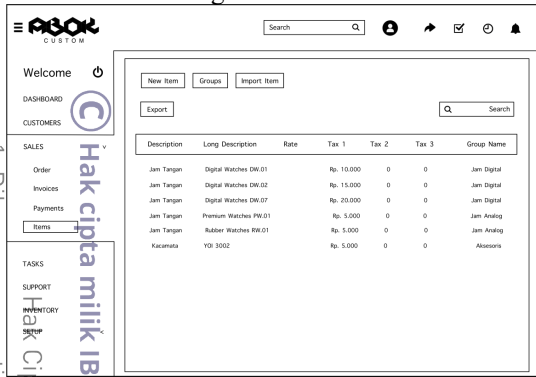 ABOK
CUSTOM
Search
Welcome
DASHBOARD
CUSTOMERS
SALES
Order
Invoices
Payments
Items
TASKS
SUPPORT
INVENTORY
SETUP
New Item Groups Import Item
Export
Search
Description Long Description Rate Tax 1 Tax 2 Tax 3 Group Name
Jam Tangan Digital Watches DW.01 Rp. 10.000 0 0 Jam Digital
Jam Tangan Digital Watches DW.02 Rp. 15.000 0 0 Jam Digital
Jam Tangan Digital Watches DW.07 Rp. 20.000 0 0 Jam Digital
Jam Tangan Premium Watches PW.01 Rp. 5.000 0 0 Jam Analog
Jam Tangan Rubber Watches RW.01 Rp. 5.000 0 0 Jam Analog
Kacamata YOI 3002 Rp. 5.000 0 0 Aksesoris
© Hak cipta milik IB
Hak Cip